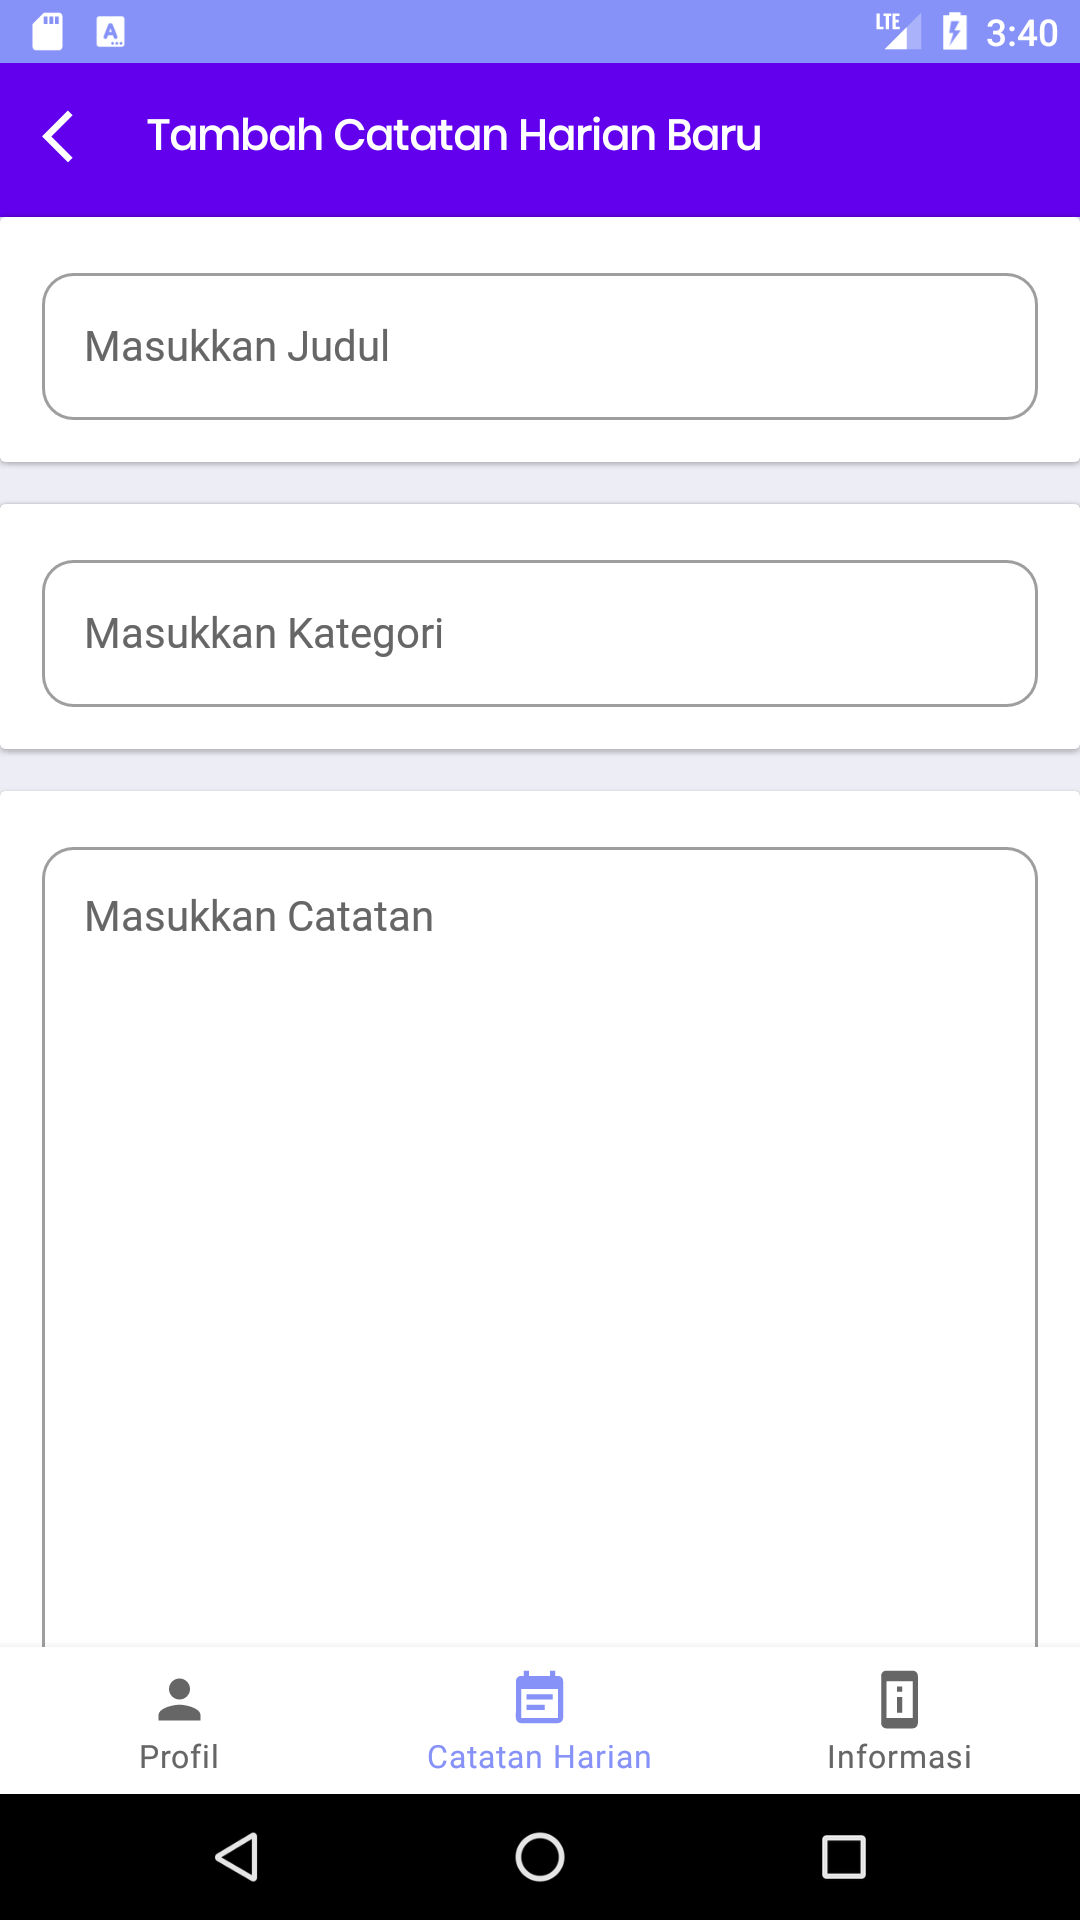 LTE 3:40
Tambah Catatan Harian Baru
Masukkan Judul
Masukkan Kategori
Masukkan Catatan
Profil
Catatan Harian
Informasi